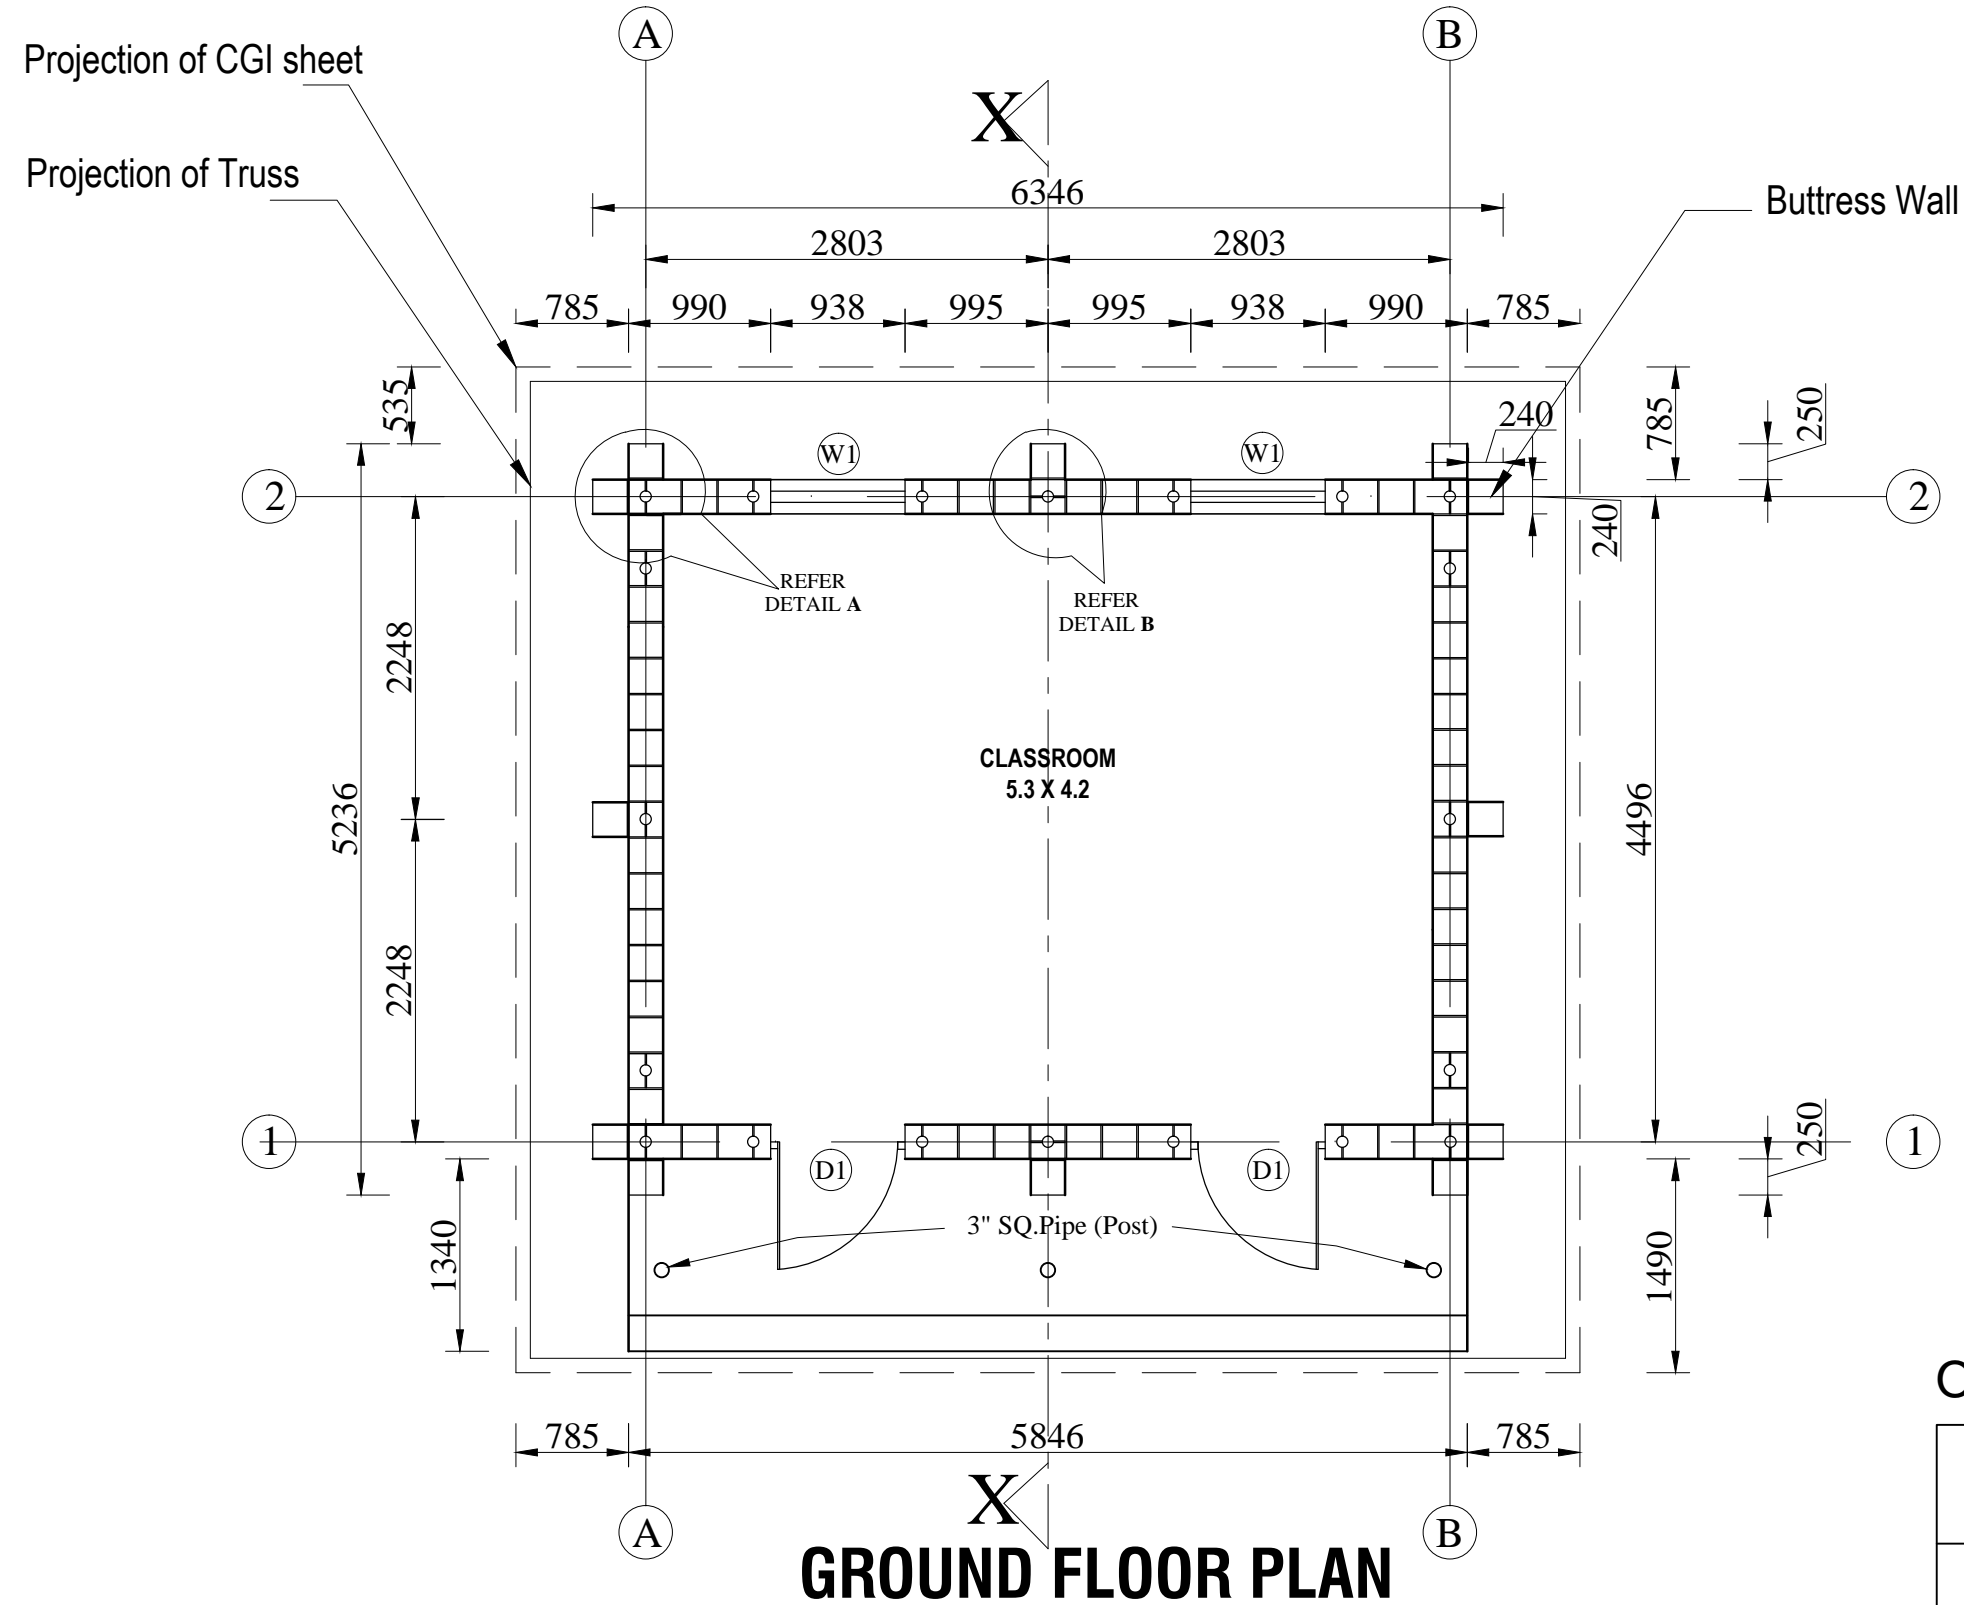 A
B
Projection of CGI sheet
X
Projection of Truss
6346
Buttress Wall
2803
2803
785
990
938
995
995
938
990
785
535
785
250
240
W1
W1
2
2
240
REFER
DETAIL A
REFER
DETAIL B
2248
CLASSROOM
5.3 X 4.2
5236
4496
2248
250
1
1
D1
D1
1340
3" SQ.Pipe (Post)
1490
785
5846
785
X
A
B
GROUND FLOOR PLAN